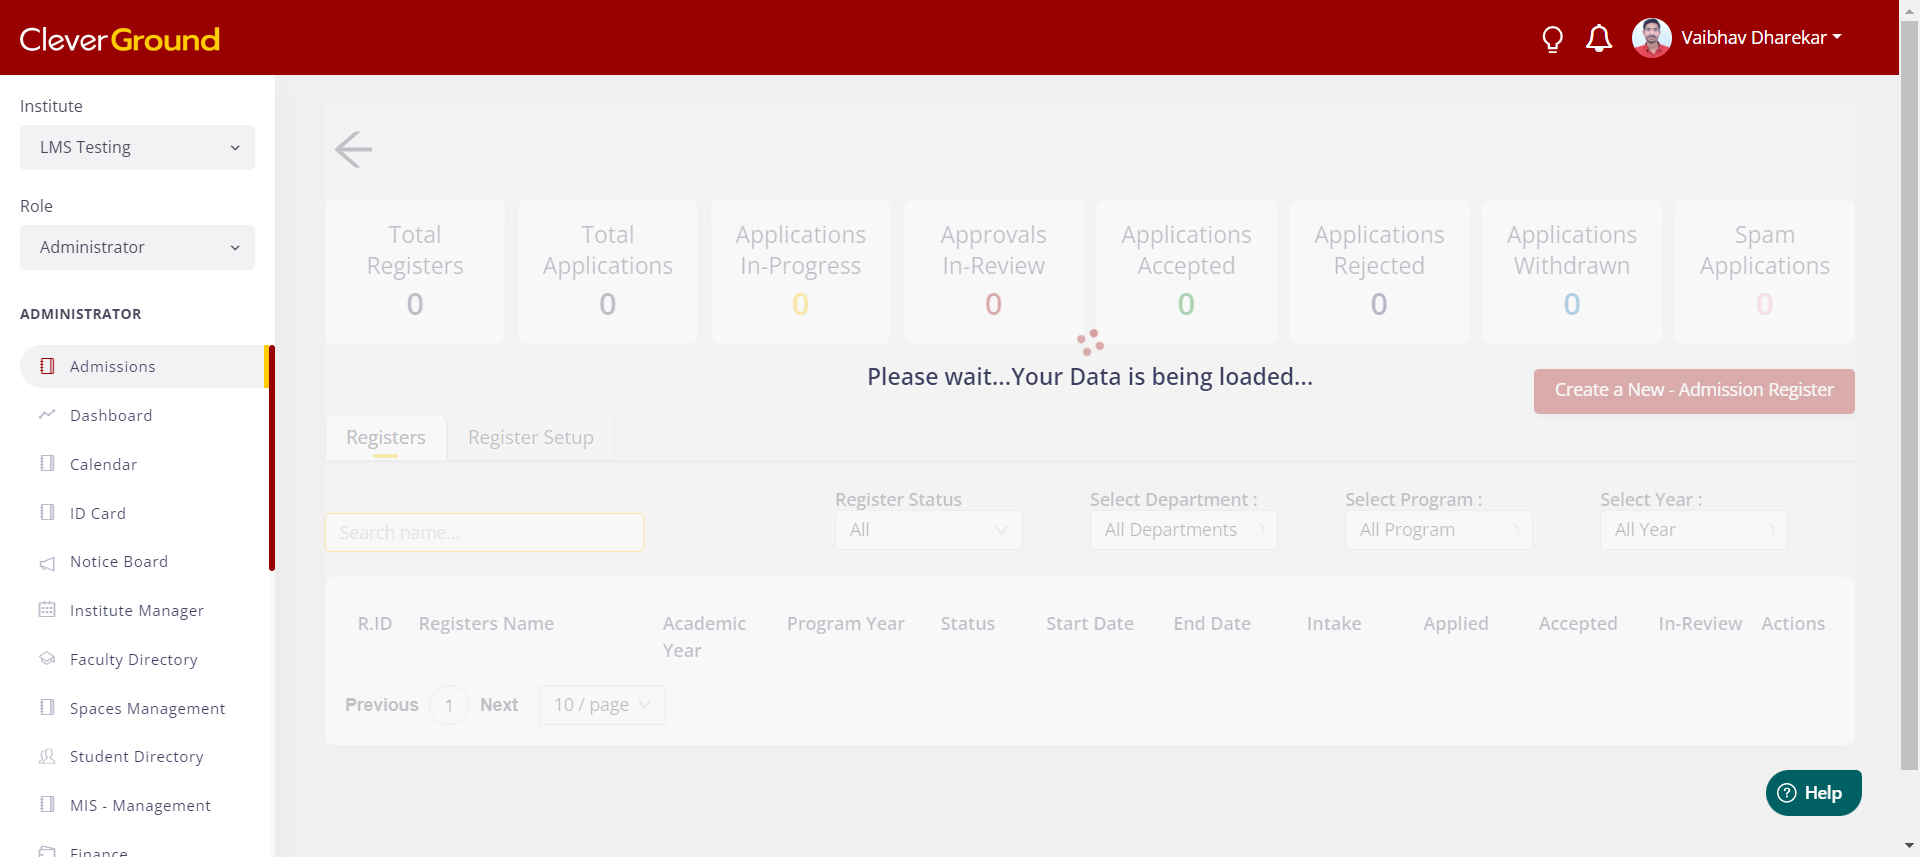 CleverGround
Vaibhav Dharekar
Institute
LMS Testing
Role
Administrator
ADMINISTRATOR
Admissions
Dashboard
Calendar
ID Card
Notice Board
Institute Manager
Faculty Directory
Spaces Management
Student Directory
MIS - Management
Finance
Total
Registers
0
Total
Applications
0
Applications
In-Progress
0
Approvals
In-Review
0
Applications
Accepted
0
Applications
Rejected
0
Applications
Withdrawn
0
Spam
Applications
0
Please wait...Your Data is being loaded...
Create a New - Admission Register
Registers
Register Setup
Search name...
Register Status
All
Select Department :
All Departments
Select Program :
All Program
Select Year :
All Year
R.ID
Registers Name
Academic
Year
Program Year
Status
Start Date
End Date
Intake
Applied
Accepted
In-Review
Actions
Previous
1
Next
10 / page
? Help